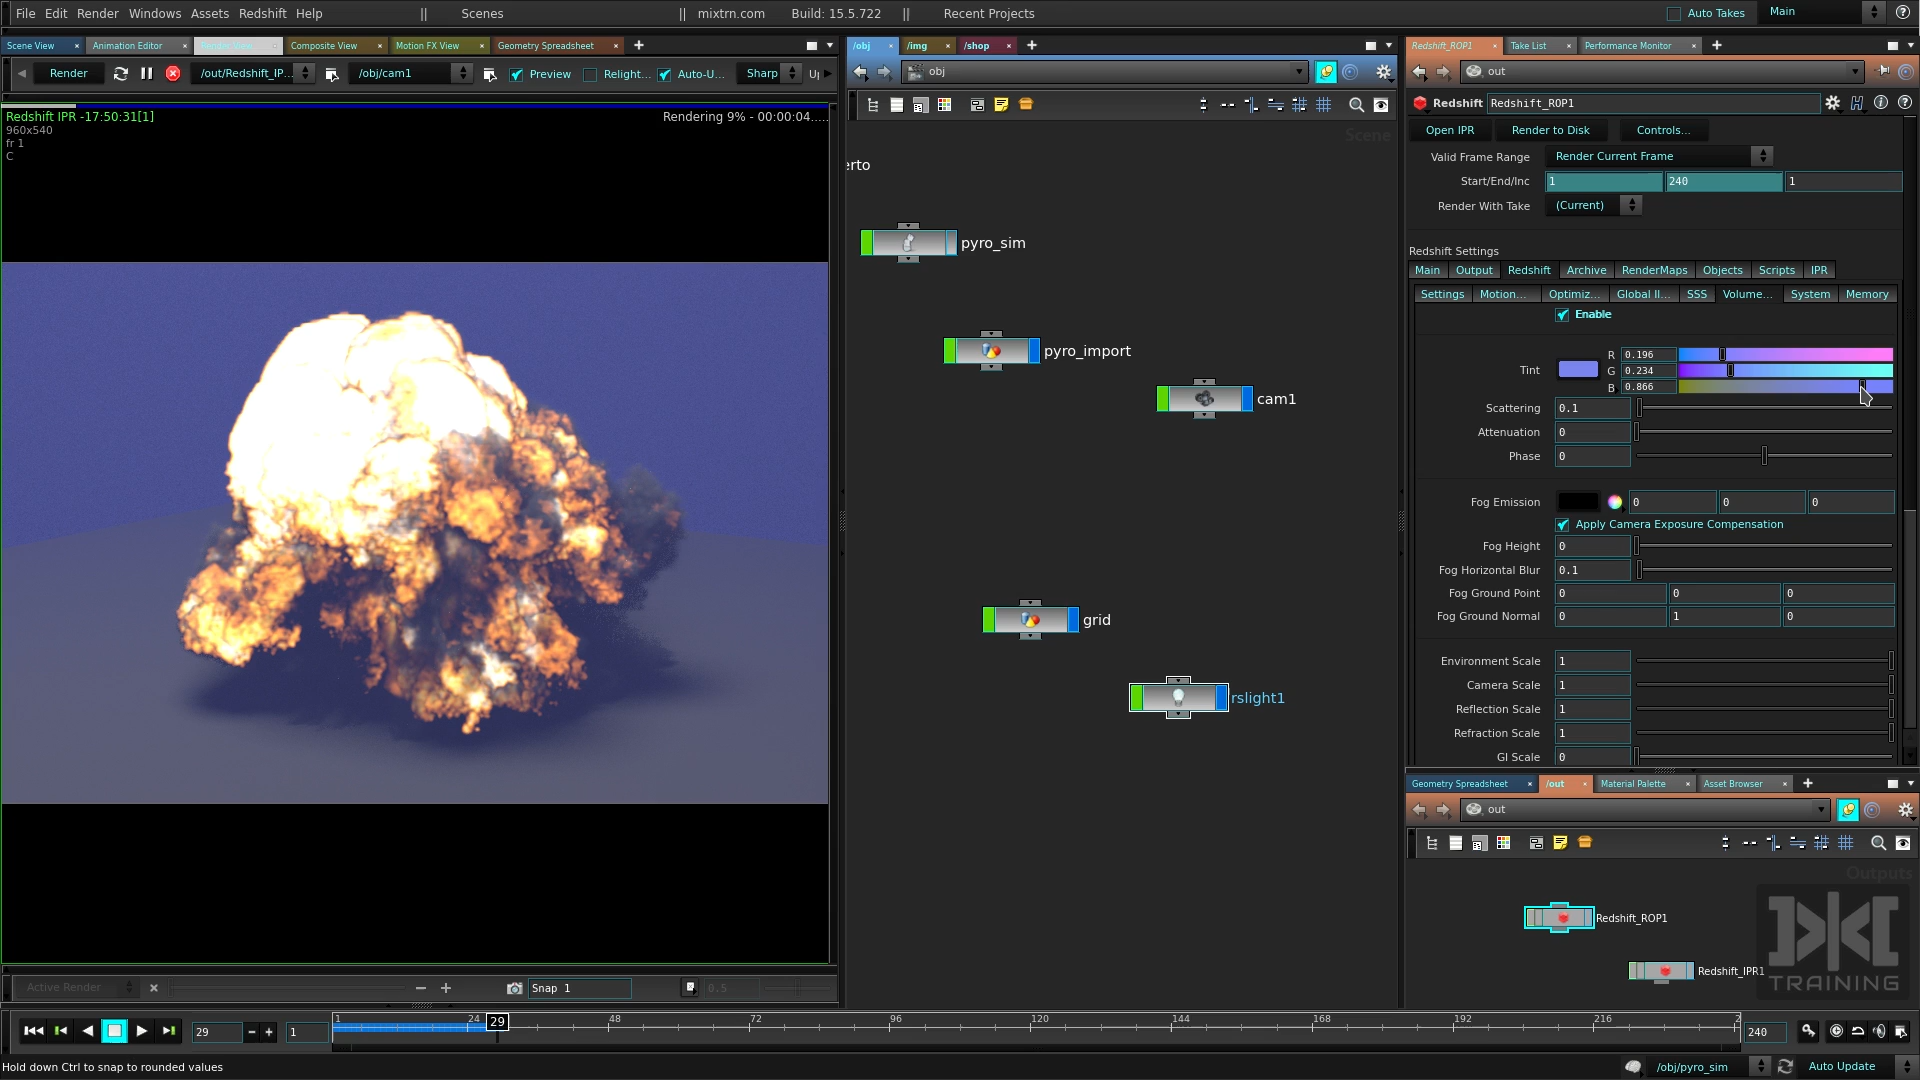 File Edit Render Windows Assets Redshift Help || Scenes || mixtrn.com Build: 15.5.722 || Recent Projects Auto Takes Main
Scene View Animation Editor Composite View Motion FX View Geometry Spreadsheet
Render /out/Redshift_IP... /obj/cam1 Preview Relight... Auto-U... Sharp
Redshift IPR -17:50:31[1]
960x540
fr 1
C
Rendering 9% - 00:00:04.....
Active Render
Snap 1
0.5
/obj /img /shop
obj
Scene
erto
pyro_sim
pyro_import
cam1
grid
rslight1
Redshift_ROP1 Take List Performance Monitor
out
Redshift Redshift_ROP1
Open IPR Render to Disk Controls...
Valid Frame Range Render Current Frame
Start/End/Inc 1 240 1
Render With Take (Current)
Redshift Settings
Main Output Redshift Archive RenderMaps Objects Scripts IPR
Settings Motion... Optimiz... Global Il... SSS Volume... System Memory
Enable
R 0.196
Tint G 0.234
B 0.866
Scattering 0.1
Attenuation 0
Phase 0
Fog Emission 0 0 0
Apply Camera Exposure Compensation
Fog Height 0
Fog Horizontal Blur 0.1
Fog Ground Point 0 0 0
Fog Ground Normal 0 1 0
Environment Scale 1
Camera Scale 1
Reflection Scale 1
Refraction Scale 1
GI Scale 0
Geometry Spreadsheet /out Material Palette Asset Browser
out
Outputs
Redshift_ROP1
Redshift_IPR1
TRAINING
29 1 1 24 29 48 72 96 120 144 168 192 216 2 240
Hold down Ctrl to snap to rounded values
/obj/pyro_sim Auto Update